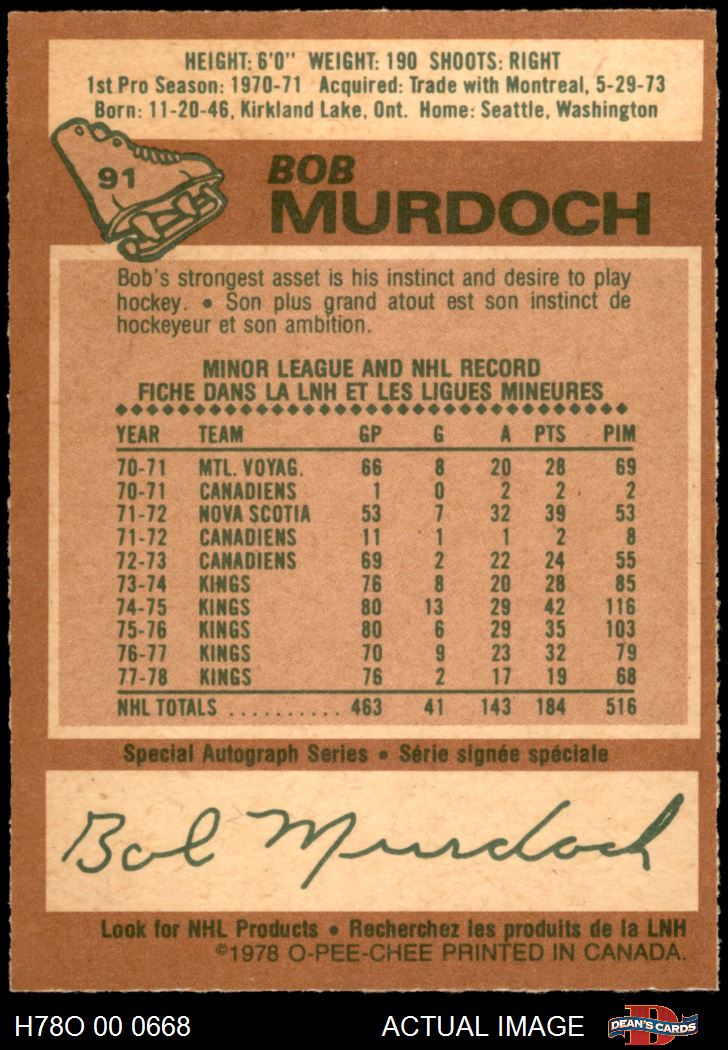 HEIGHT: 6'0" WEIGHT: 190 SHOOTS: RIGHT
1st Pro Season: 1970-71 Acquired: Trade with Montreal, 5-29-73
Born: 11-20-46, Kirkland Lake, Ont. Home: Seattle, Washington
91
BOB
MURDOCH
Bob's strongest asset is his instinct and desire to play
hockey. • Son plus grand atout est son instinct de
hockeyeur et son ambition.
MINOR LEAGUE AND NHL RECORD
FICHE DANS LA LNH ET LES LIGUES MINEURES
YEAR TEAM GP G A PTS PIM
70-71 MTL. VOYAG. 66 8 20 28 69
70-71 CANADIENS 1 0 2 2 2
71-72 NOVA SCOTIA 53 7 32 39 53
71-72 CANADIENS 11 1 1 2 8
72-73 CANADIENS 69 2 22 24 55
73-74 KINGS 76 8 20 28 85
74-75 KINGS 80 13 29 42 116
75-76 KINGS 80 6 29 35 103
76-77 KINGS 70 9 23 32 79
77-78 KINGS 76 2 17 19 68
NHL TOTALS .......... 463 41 143 184 516
Special Autograph Series • Série signée spéciale
Bob Murdoch
Look for NHL Products • Recherchez les produits de la LNH
©1978 O-PEE-CHEE PRINTED IN CANADA.
H78O 00 0668 ACTUAL IMAGE D DEAN'S CARDS